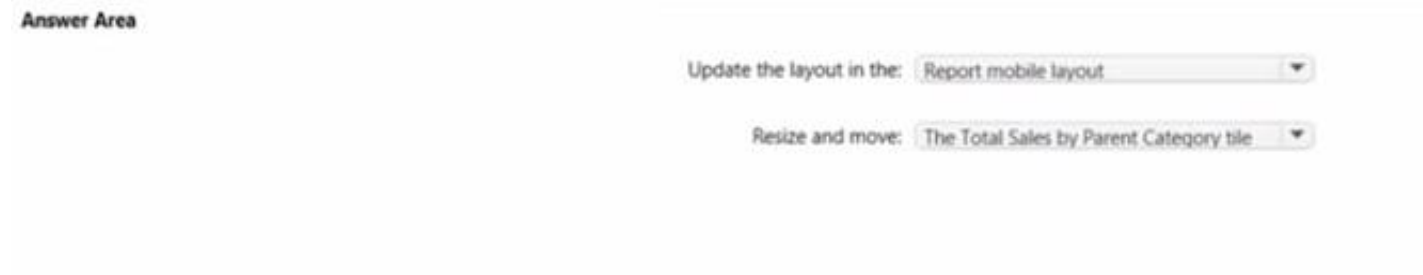 Answer Area
Update the layout in the: Report mobile layout
Resize and move: The Total Sales by Parent Category tile